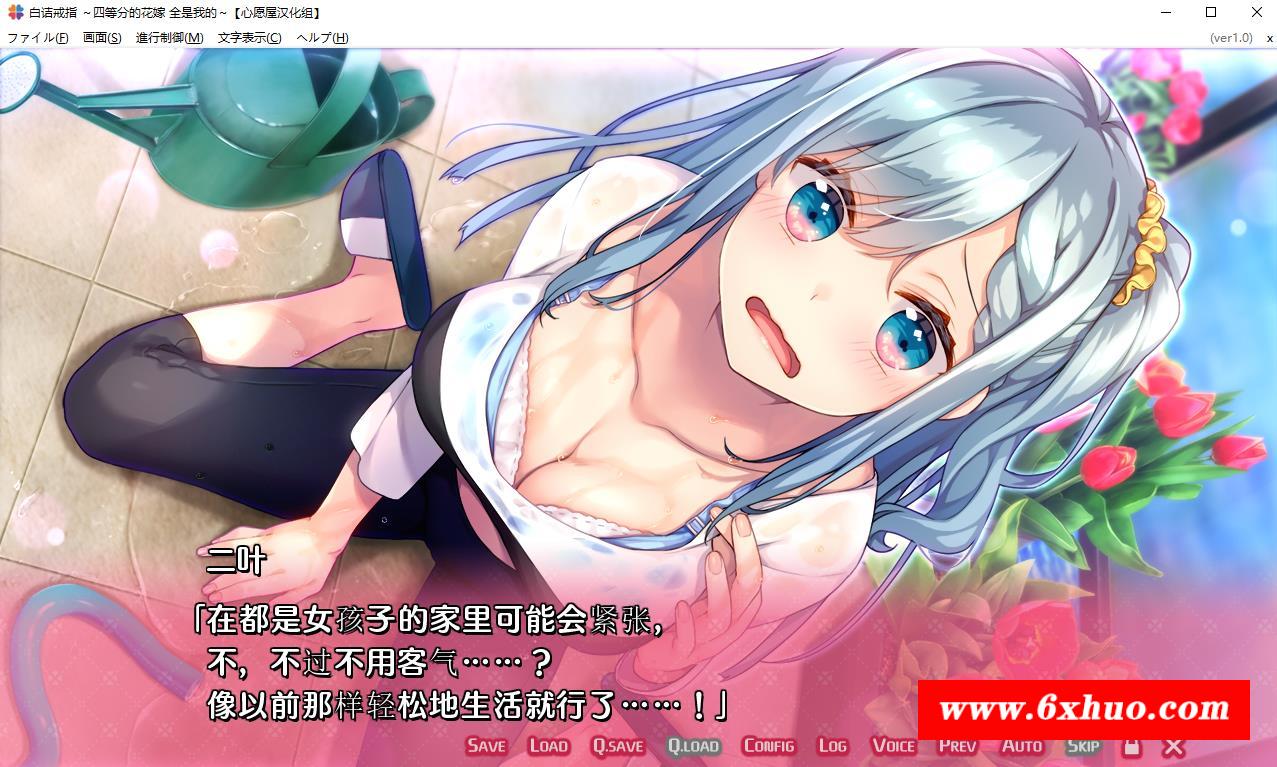 白诘戒指 ～四等分的花嫁 全是我的～【心愿屋汉化组】
ファイル(F) 画面(S) 進行制御(M) 文字表示(C) ヘルプ(H) (ver1.0) x
二叶
「在都是女孩子的家里可能会紧张，
不，不过不用客气……？
像以前那样轻松地生活就行了……！」
www.6xhuo.com
SAVE LOAD Q.SAVE Q.LOAD CONFIG LOG VOICE PREV AUTO SKIP